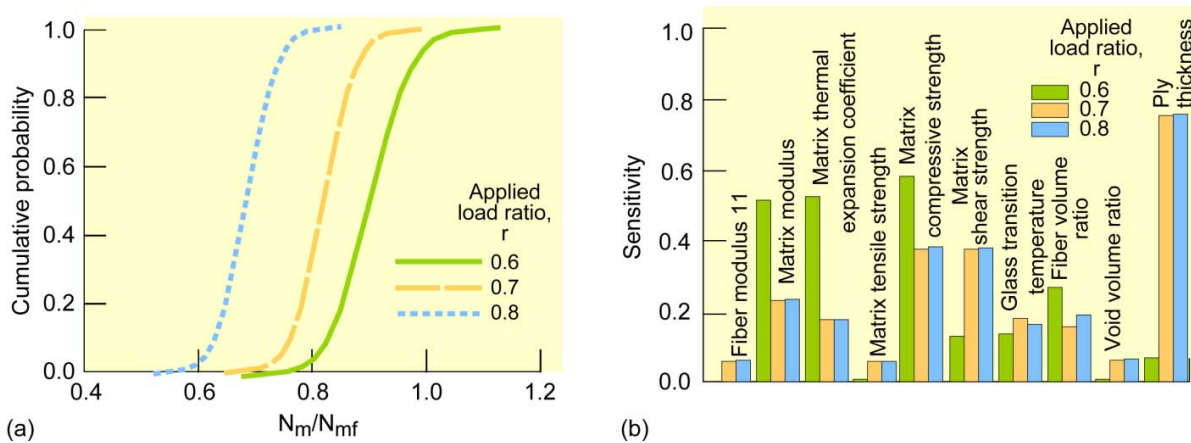 1.0
0.8
0.6
0.4
0.2
0.0
Cumulative probability
0.4
0.6
0.8
1.0
1.2
Nm/Nmf
Applied
load ratio,
r
0.6
0.7
0.8
(a)
1.0
0.8
0.6
0.4
0.2
0.0
Sensitivity
Fiber modulus 11
Matrix modulus
Matrix thermal
expansion coefficient
Matrix tensile strength
Matrix
compressive strength
Matrix
shear strength
Glass transition
temperature
Fiber volume
ratio
Void volume ratio
Ply
thickness
Applied
load ratio,
r
0.6
0.7
0.8
(b)